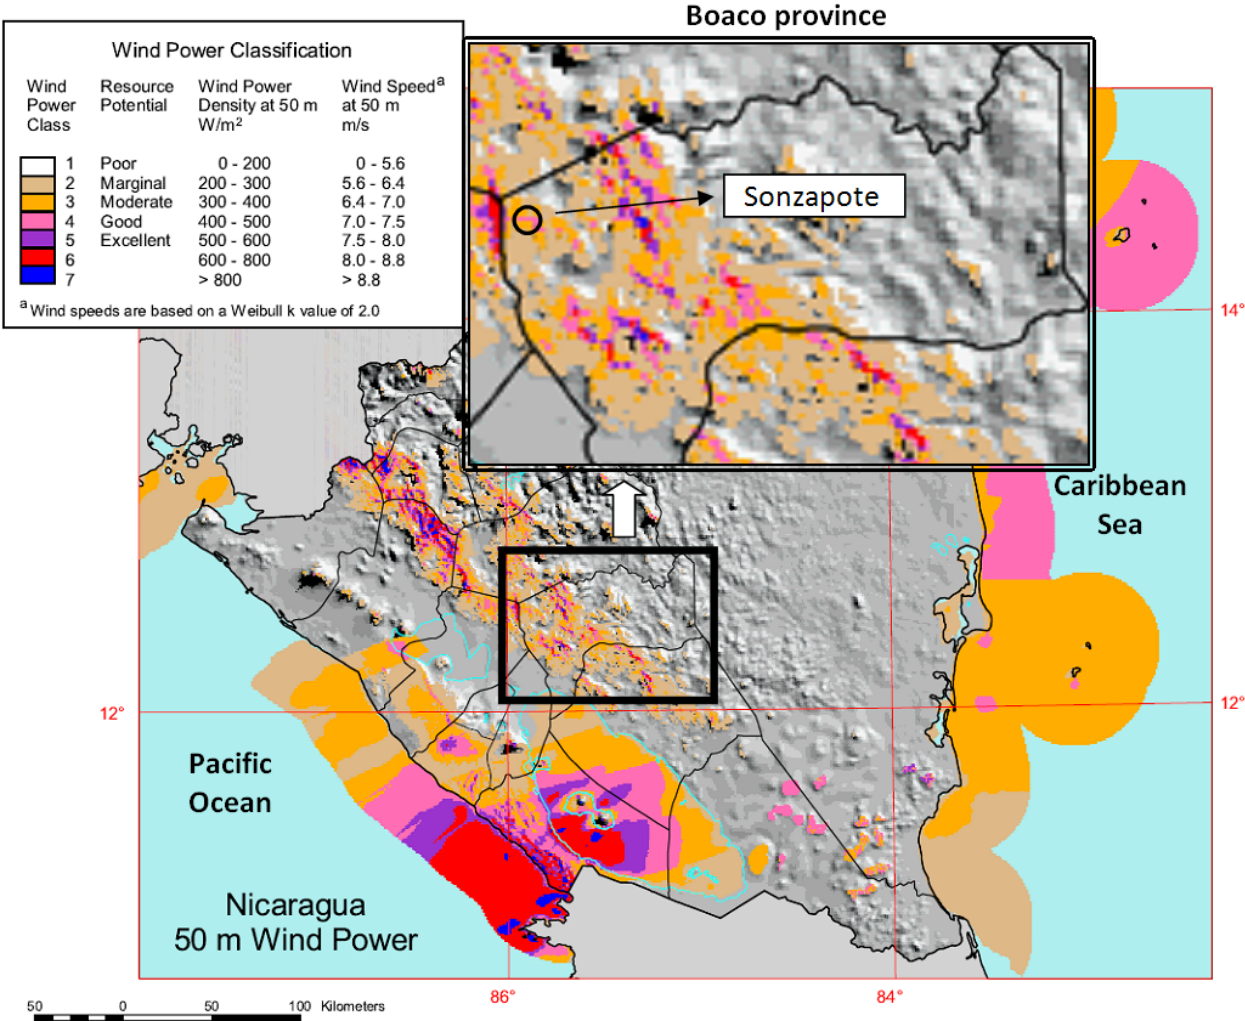 Boaco province
Wind Power Classification
Wind Power Class Resource Potential Wind Power Density at 50 m W/m² Wind Speedᵃ at 50 m m/s
1 Poor 0 - 200 0 - 5.6
2 Marginal 200 - 300 5.6 - 6.4
3 Moderate 300 - 400 6.4 - 7.0
4 Good 400 - 500 7.0 - 7.5
5 Excellent 500 - 600 7.5 - 8.0
6 600 - 800 8.0 - 8.8
7 > 800 > 8.8
ᵃ Wind speeds are based on a Weibull k value of 2.0
Sonzapote
14°
Caribbean
Sea
12°
12°
Pacific
Ocean
Nicaragua
50 m Wind Power
86°
84°
50 0 50 100 Kilometers